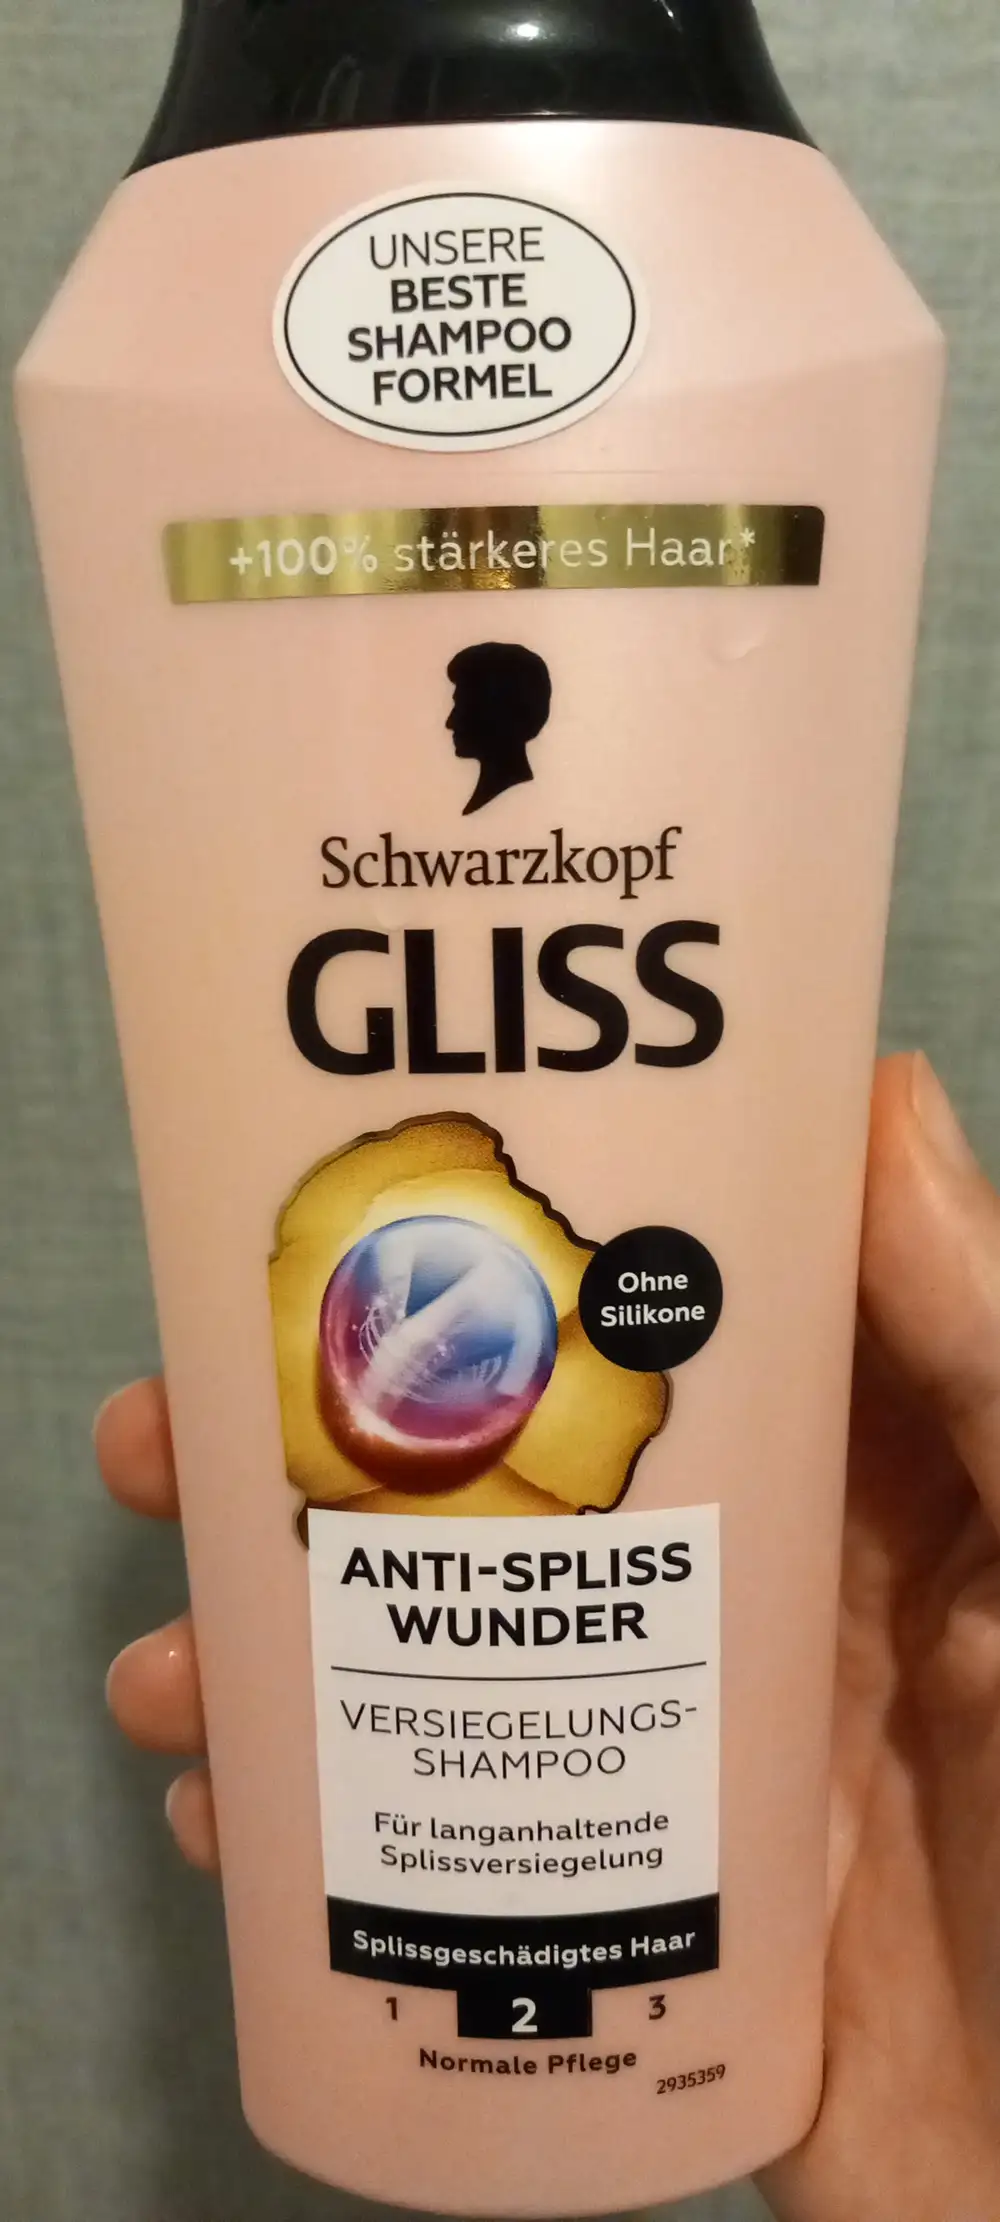 UNSERE
BESTE
SHAMPOO
FORMEL
+100% stärkeres Haar*
Schwarzkopf
GLISS
Ohne
Silikone
ANTI-SPLISS
WUNDER
VERSIEGELUNGS-
SHAMPOO
Für langanhaltende
Splissversiegelung
Splissgeschädigtes Haar
1 2 3
Normale Pflege
2935359